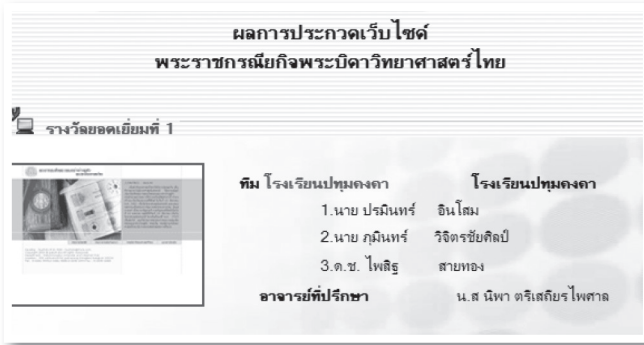 ผลการประกวดเว็บไซด์
พระราชกรณียกิจพระบิดาวิทยาศาสตร์ไทย
รางวัลยอดเยี่ยมที่ 1
ทีม โรงเรียนปทุมคงคา โรงเรียนปทุมคงคา
1.นาย ปรมินทร์ อินโสม
2.นาย ภูมินทร์ วิจิตรชัยศิลป์
3.ด.ช. ไพสิฐ สายทอง
อาจารย์ที่ปรึกษา น.ส นิพา ตรีเสถียรไพศาล